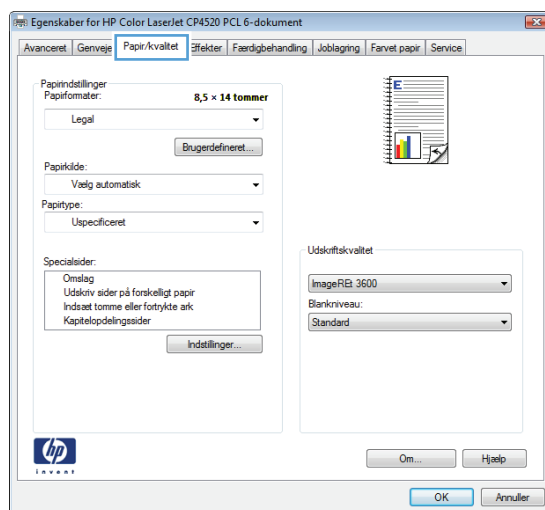 Egenskaber for HP Color LaserJet CP4520 PCL 6-dokument
Avanceret Genveje Papir/kvalitet Effekter Færdigbehandling Joblagring Farvet papir Service
Papirindstillinger
Papirformater: 8,5 × 14 tommer
Legal
Brugerdefineret...
Papirkilde:
Vælg automatisk
Papirtype:
Uspecificeret
Specialsider:
Omslag
Udskriv sider på forskelligt papir
Indsæt tomme eller fortrykte ark
Kapitelopdelingssider
Indstillinger...
E
Udskriftskvalitet
ImageREt 3600
Blankniveau:
Standard
hp
invent
Om... Hjælp
OK Annuller